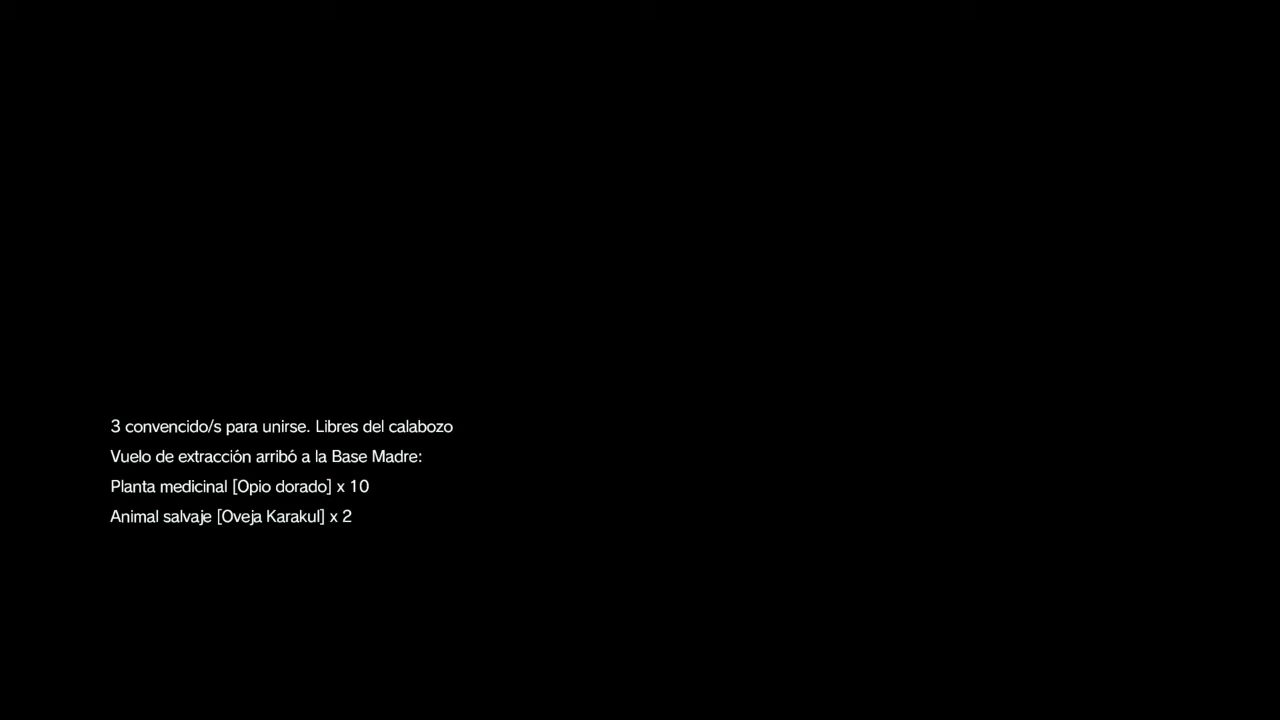 3 convencido/s para unirse. Libres del calabozo
Vuelo de extracción arribó a la Base Madre:
Planta medicinal [Opio dorado] x 10
Animal salvaje [Oveja Karakul] x 2